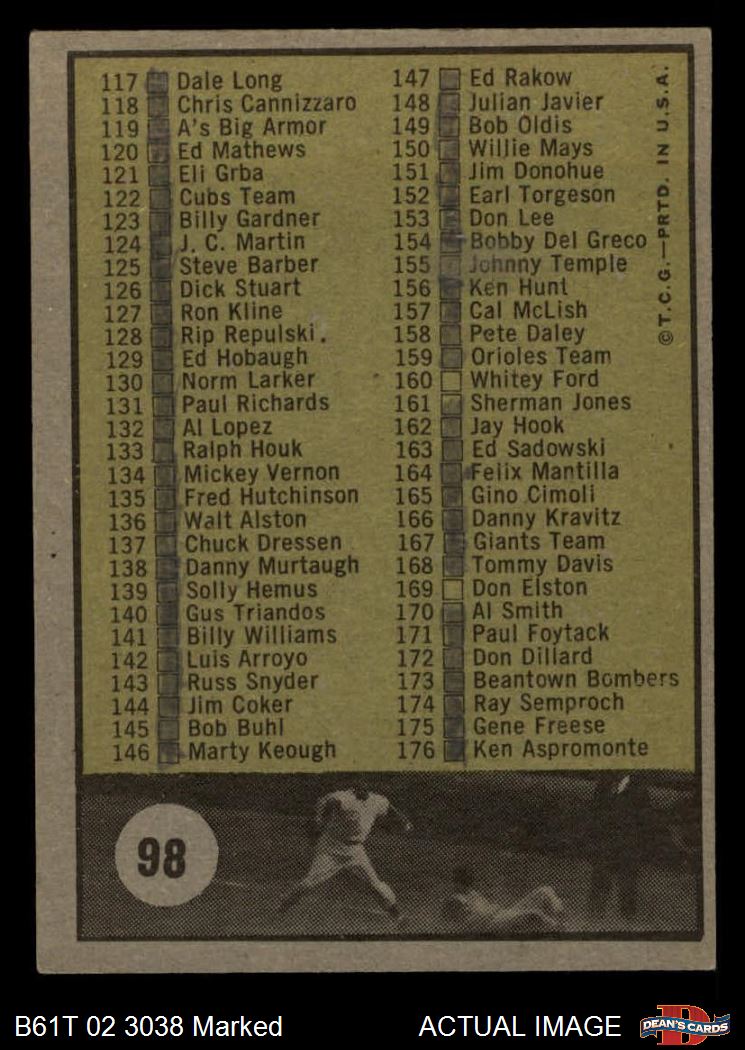 117 Dale Long
118 Chris Cannizzaro
119 A's Big Armor
120 Ed Mathews
121 Eli Grba
122 Cubs Team
123 Billy Gardner
124 J. C. Martin
125 Steve Barber
126 Dick Stuart
127 Ron Kline
128 Rip Repulski.
129 Ed Hobaugh
130 Norm Larker
131 Paul Richards
132 Al Lopez
133 Ralph Houk
134 Mickey Vernon
135 Fred Hutchinson
136 Walt Alston
137 Chuck Dressen
138 Danny Murtaugh
139 Solly Hemus
140 Gus Triandos
141 Billy Williams
142 Luis Arroyo
143 Russ Snyder
144 Jim Coker
145 Bob Buhl
146 Marty Keough
147 Ed Rakow
148 Julian Javier
149 Bob Oldis
150 Willie Mays
151 Jim Donohue
152 Earl Torgeson
153 Don Lee
154 Bobby Del Greco
155 Johnny Temple
156 Ken Hunt
157 Cal McLish
158 Pete Daley
159 Orioles Team
160 Whitey Ford
161 Sherman Jones
162 Jay Hook
163 Ed Sadowski
164 Felix Mantilla
165 Gino Cimoli
166 Danny Kravitz
167 Giants Team
168 Tommy Davis
169 Don Elston
170 Al Smith
171 Paul Foytack
172 Don Dillard
173 Beantown Bombers
174 Ray Semproch
175 Gene Freese
176 Ken Aspromonte
©T.C.G.—PRTD. IN U.S.A.
98
B61T 02 3038 Marked
ACTUAL IMAGE
D
DEAN'S CARDS